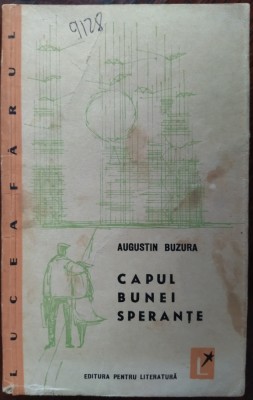 9128
LUCEAFĂRUL
AUGUSTIN BUZURA
CAPUL
BUNEI
SPERANȚE
EDITURA PENTRU LITERATURĂ
L